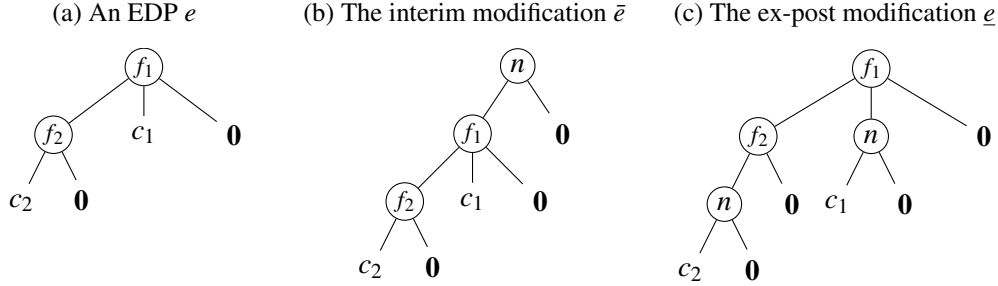 (a) An EDP e
(b) The interim modification ē
(c) The ex-post modification e̲
f₁
n
f₁
f₂
c₁
0
f₁
0
f₂
n
0
c₂
0
f₂
c₁
0
n
0
c₁
0
c₂
0
c₂
0